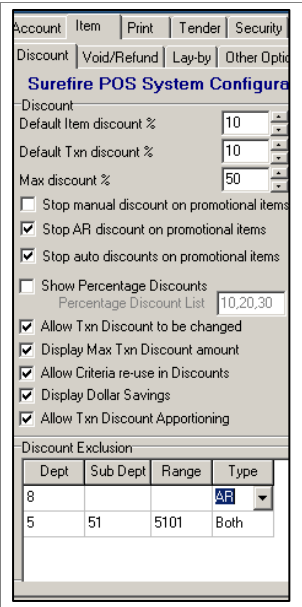 Account Item Print Tender Security
Discount Void/Refund Lay-by Other Optio
Surefire POS System Configura
Discount
Default Item discount % 10
Default Txn discount % 10
Max discount % 50
Stop manual discount on promotional items
Stop AR discount on promotional items
Stop auto discounts on promotional items
Show Percentage Discounts
Percentage Discount List 10,20,30
Allow Txn Discount to be changed
Display Max Txn Discount amount
Allow Criteria re-use in Discounts
Display Dollar Savings
Allow Txn Discount Apportioning
Discount Exclusion
Dept Sub Dept Range Type
8 AR
5 51 5101 Both